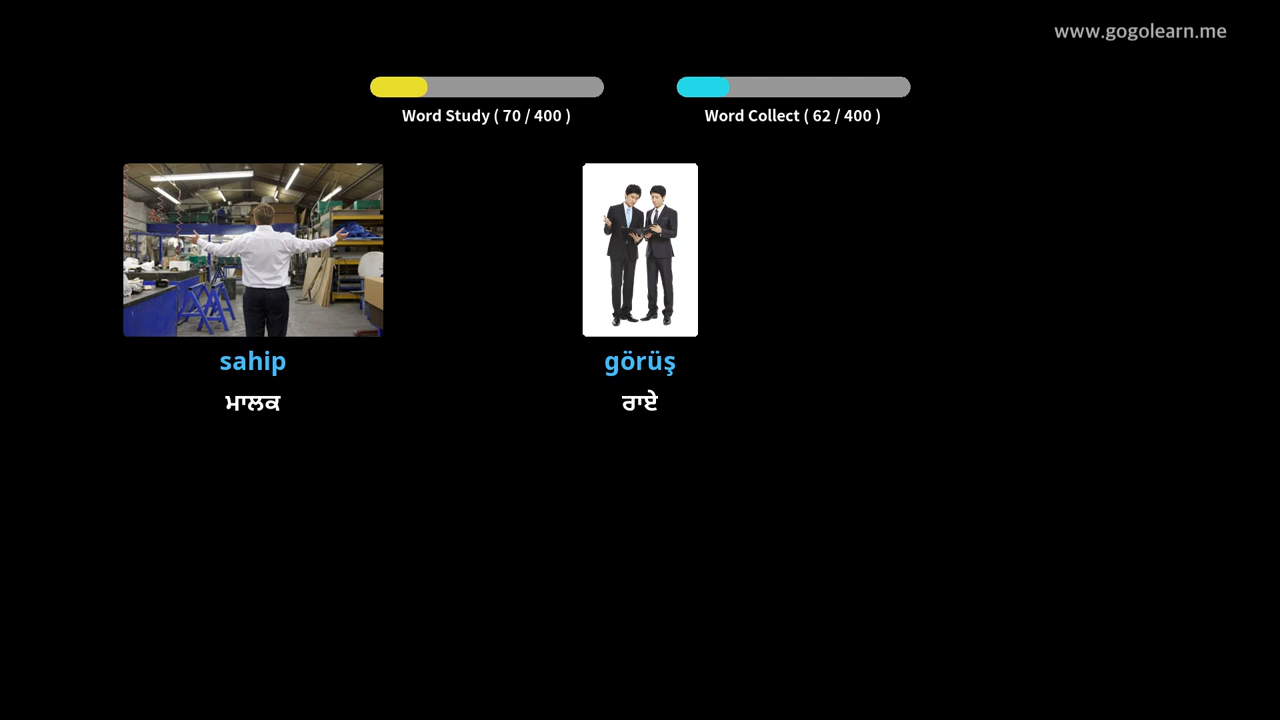 www.gogolearn.me
Word Study ( 70 / 400 )
Word Collect ( 62 / 400 )
sahip
görüş
ਮਾਲਕ
ਰਾਏ